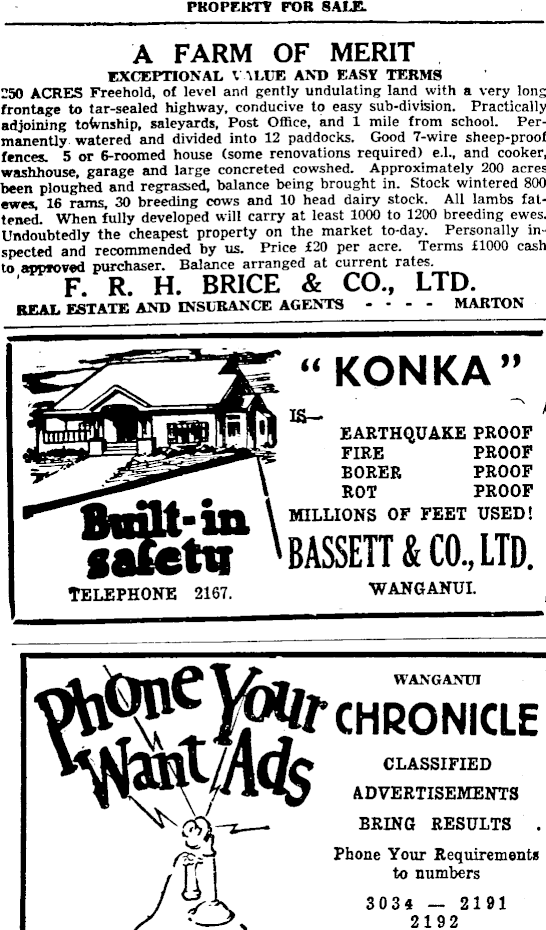 PROPERTY FOR SALE.
A FARM OF MERIT
EXCEPTIONAL VALUE AND EASY TERMS
250 ACRES Freehold, of level and gently undulating land with a very long
frontage to tar-sealed highway, conducive to easy sub-division. Practically
adjoining township, saleyards, Post Office, and 1 mile from school. Per-
manently watered and divided into 12 paddocks. Good 7-wire sheep-proof
fences. 5 or 6-roomed house (some renovations required) e.l., and cooker,
washhouse, garage and large concreted cowshed. Approximately 200 acres
been ploughed and regrassed, balance being brought in. Stock wintered 800
ewes, 16 rams, 30 breeding cows and 10 head dairy stock. All lambs fat-
tened. When fully developed will carry at least 1000 to 1200 breeding ewes.
Undoubtedly the cheapest property on the market to-day. Personally in-
spected and recommended by us. Price £20 per acre. Terms £1000 cash
to approved purchaser. Balance arranged at current rates.
F. R. H. BRICE & CO., LTD.
REAL ESTATE AND INSURANCE AGENTS - - - - MARTON
"KONKA"
IS—
EARTHQUAKE PROOF
FIRE PROOF
BORER PROOF
ROT PROOF
MILLIONS OF FEET USED!
Built-in
safety
BASSETT & CO., LTD.
TELEPHONE 2167.
WANGANUI.
Phone Your
Want Ads
WANGANUI
CHRONICLE
CLASSIFIED
ADVERTISEMENTS
BRING RESULTS .
Phone Your Requirements
to numbers
3034 — 2191
2192